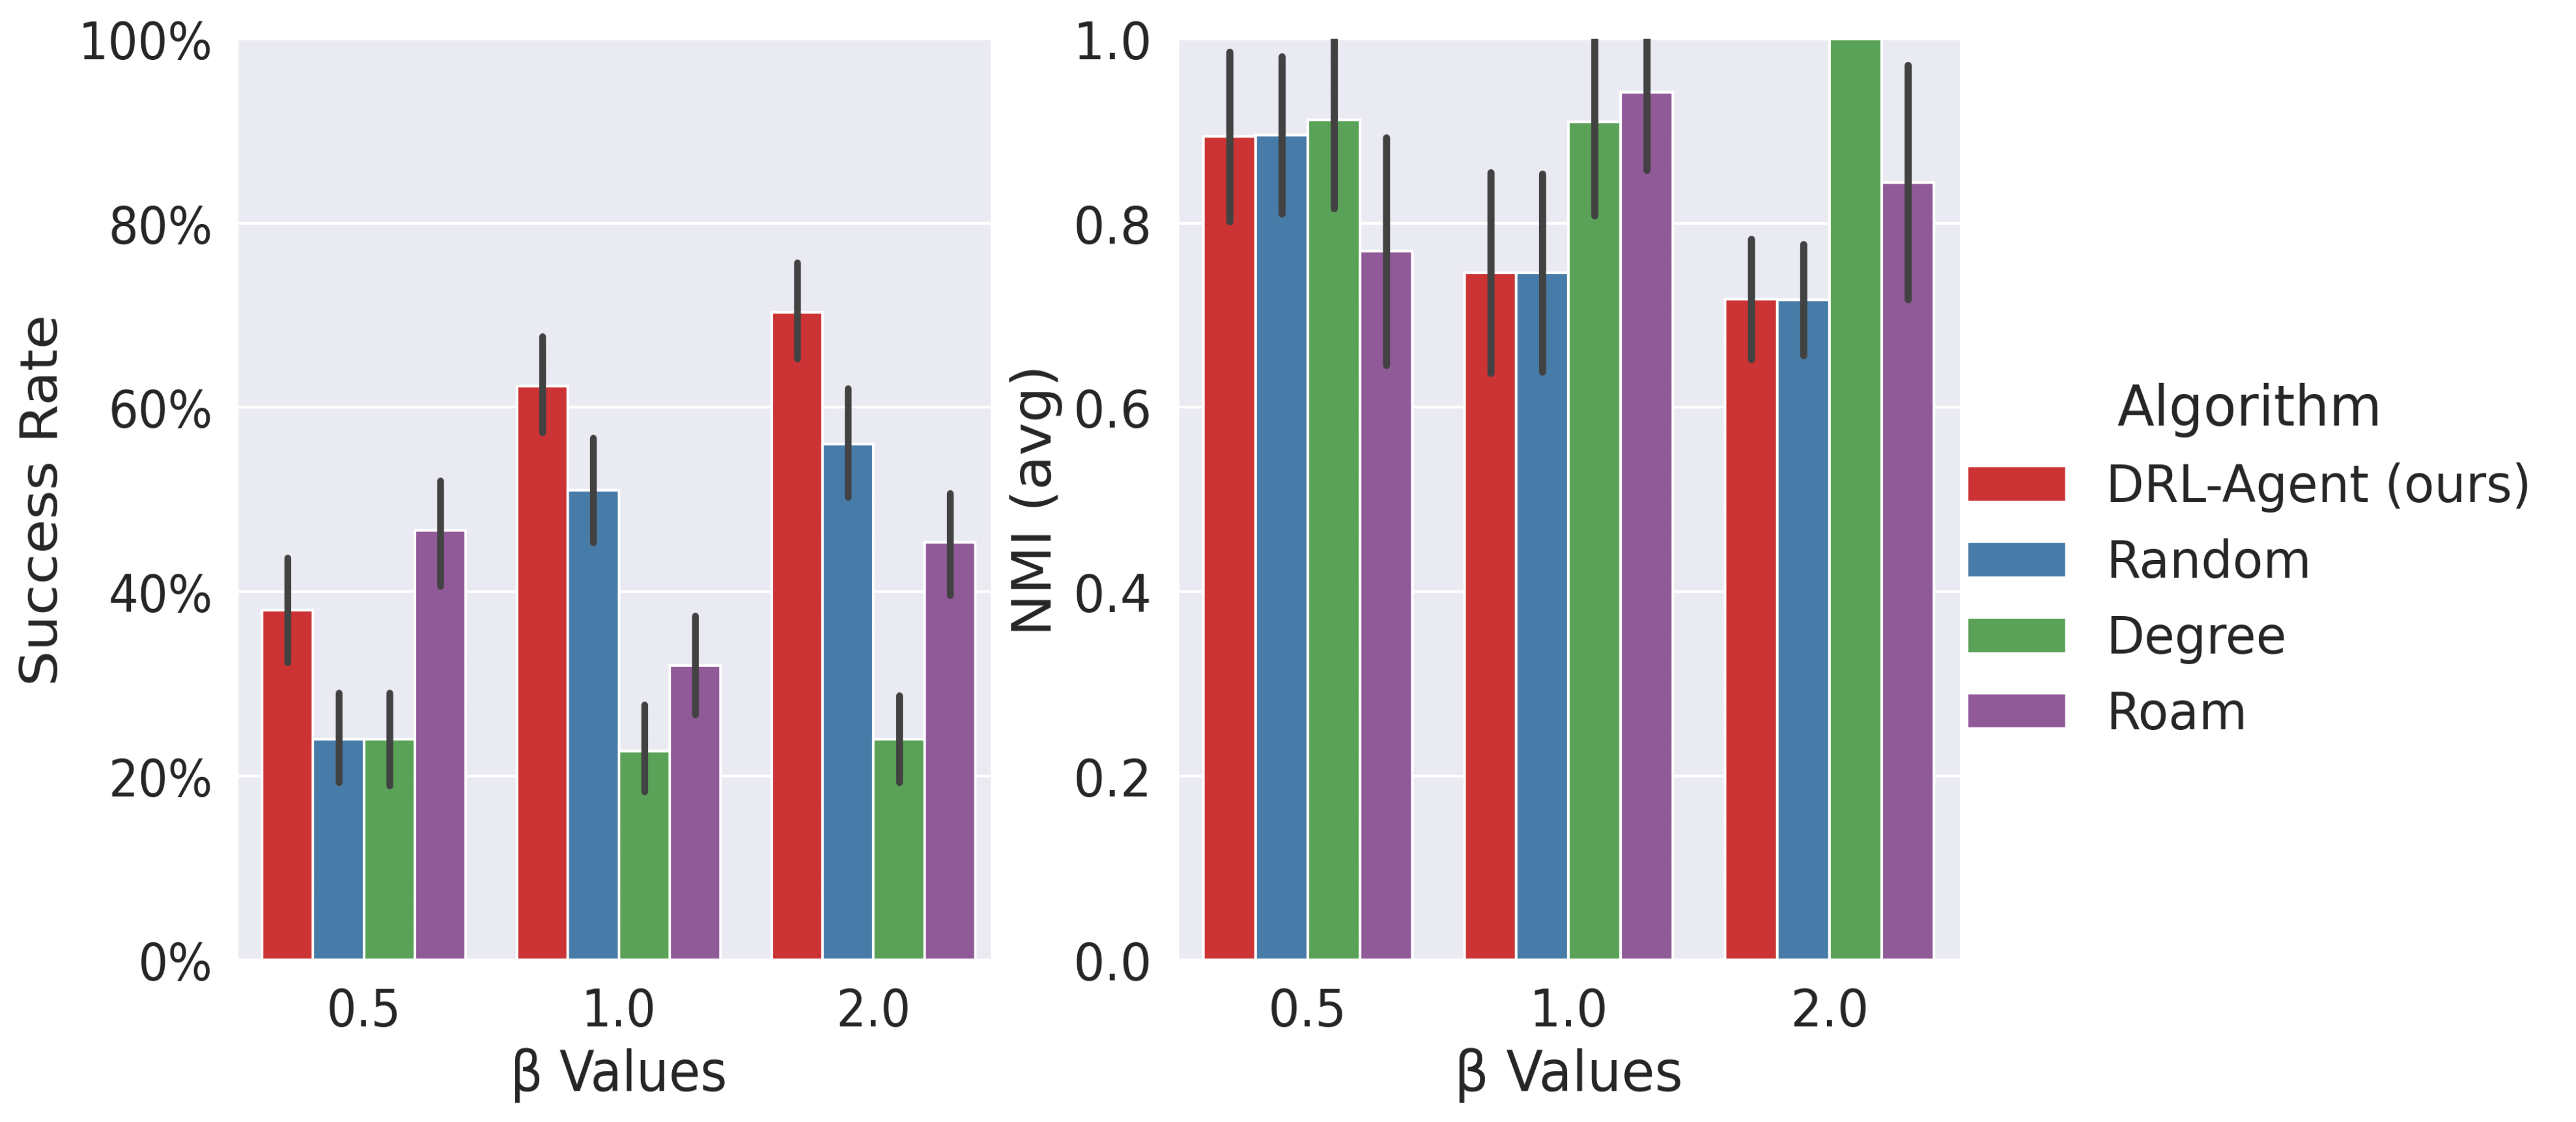 100%
80%
60%
40%
20%
0%
Success Rate
0.5 1.0 2.0
β Values
1.0
0.8
0.6
0.4
0.2
0.0
NMI (avg)
0.5 1.0 2.0
β Values
Algorithm
DRL-Agent (ours)
Random
Degree
Roam